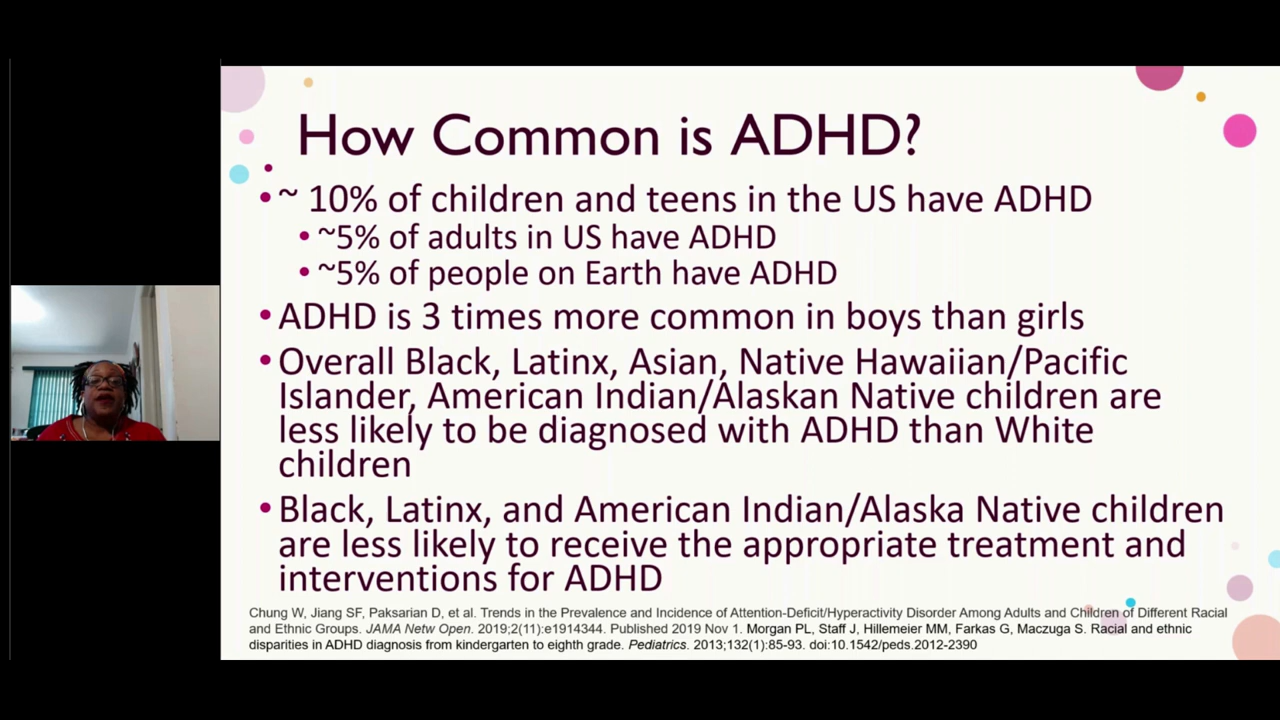 How Common is ADHD?
•
• ~ 10% of children and teens in the US have ADHD
• ~5% of adults in US have ADHD
• ~5% of people on Earth have ADHD
• ADHD is 3 times more common in boys than girls
• Overall Black, Latinx, Asian, Native Hawaiian/Pacific
Islander, American Indian/Alaskan Native children are
less likely to be diagnosed with ADHD than White
children
• Black, Latinx, and American Indian/Alaska Native children
are less likely to receive the appropriate treatment and
interventions for ADHD
Chung W, Jiang SF, Paksarian D, et al. Trends in the Prevalence and Incidence of Attention-Deficit/Hyperactivity Disorder Among Adults and Children of Different Racial
and Ethnic Groups. JAMA Netw Open. 2019;2(11):e1914344. Published 2019 Nov 1. Morgan PL, Staff J, Hillemeier MM, Farkas G, Maczuga S. Racial and ethnic
disparities in ADHD diagnosis from kindergarten to eighth grade. Pediatrics. 2013;132(1):85-93. doi:10.1542/peds.2012-2390